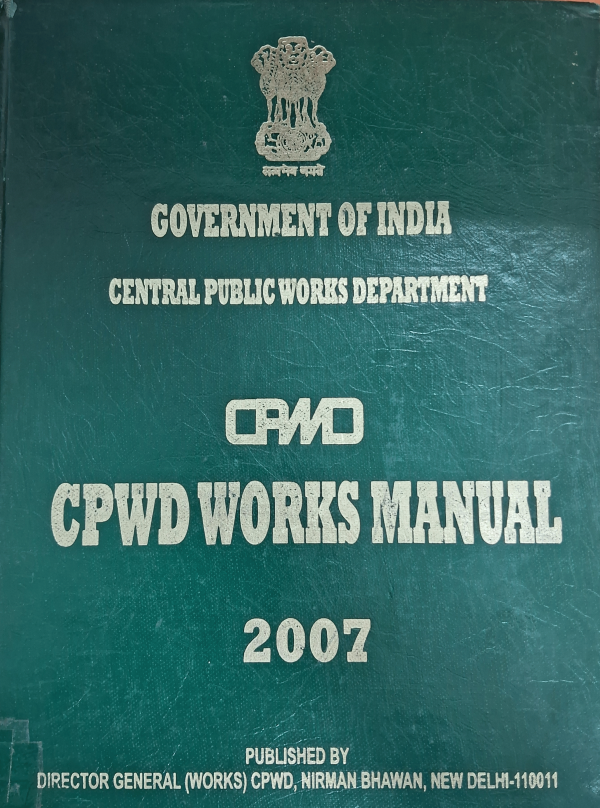 सत्यमेव जयते
GOVERNMENT OF INDIA
CENTRAL PUBLIC WORKS DEPARTMENT
CPWD
CPWD WORKS MANUAL
2007
PUBLISHED BY
DIRECTOR GENERAL (WORKS) CPWD, NIRMAN BHAWAN, NEW DELHI-110011